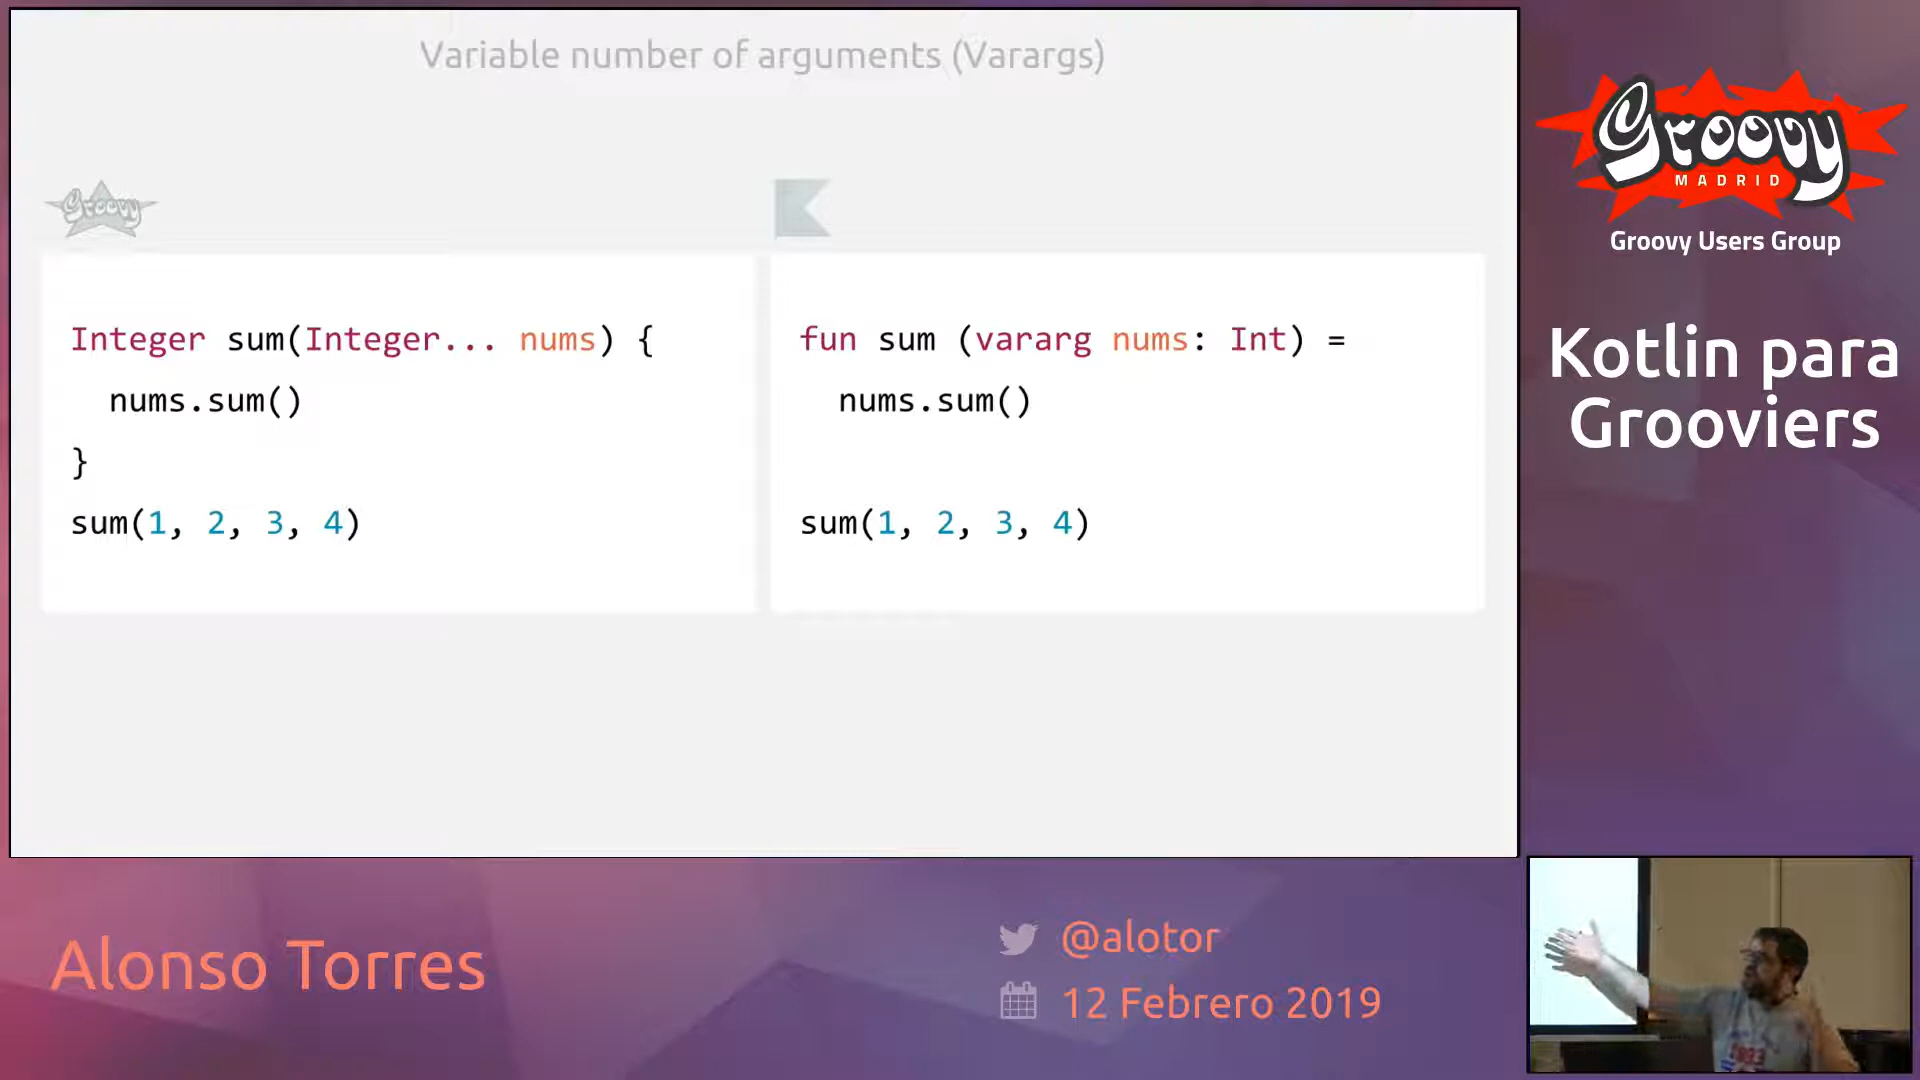 Variable number of arguments (Varargs)
Groovy
Integer sum(Integer... nums) {
  nums.sum()
}
sum(1, 2, 3, 4)
fun sum (vararg nums: Int) =
  nums.sum()
sum(1, 2, 3, 4)
Groovy
MADRID
Groovy Users Group
Kotlin para
Grooviers
Alonso Torres
@alotor
12 Febrero 2019